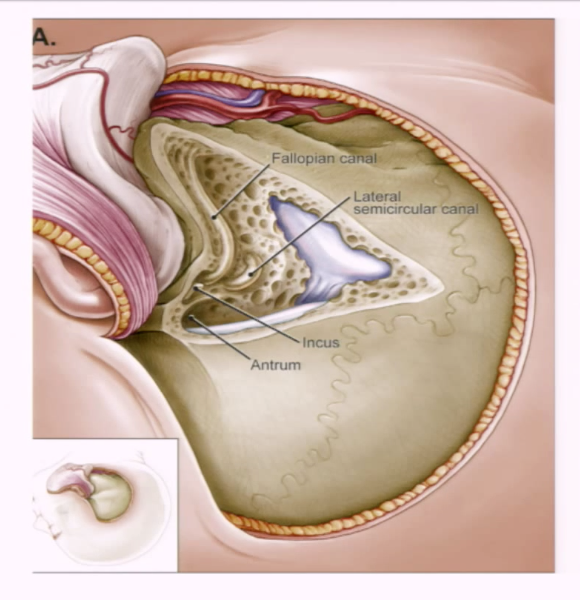 A.
Fallopian canal
Lateral
semicircular canal
Incus
Antrum